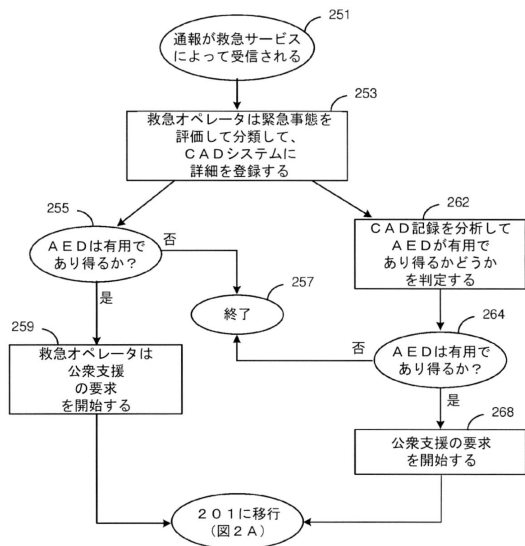 251
通報が救急サービス
によって受信される
253
救急オペレータは緊急事態を
評価して分類して、
CADシステムに
詳細を登録する
255
AEDは有用で
あり得るか?
否
是
257
終了
259
救急オペレータは
公衆支援
の要求
を開始する
262
CAD記録を分析して
AEDが有用で
あり得るかどうか
を判定する
264
AEDは有用で
あり得るか?
否
是
268
公衆支援の要求
を開始する
201に移行
(図2A)